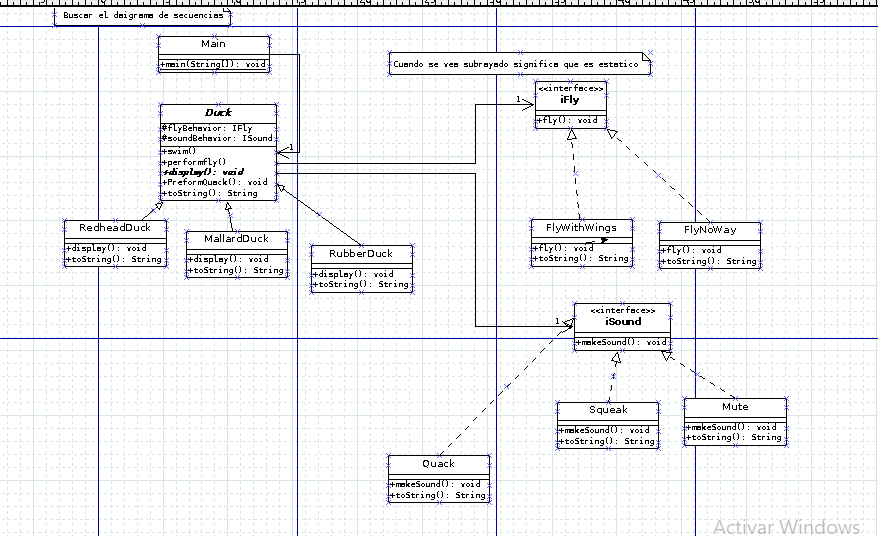 Buscar el daigrama de secuencias
Main
+main(String[]): void
Cuando se vea subrayado significa que es estatico
Duck
#flyBehavior: IFly
#soundBehavior: ISound
+swim()
+performfly()
+display(): void
+PreformQuack(): void
+toString(): String
1
1
<<interface>>
iFly
+fly(): void
RedheadDuck
+display(): void
+toString(): String
MallardDuck
+display(): void
+toString(): String
RubberDuck
+display(): void
+toString(): String
FlyWithWings
+fly(): void
+toString(): String
FlyNoWay
+fly(): void
+toString(): String
1
<<interface>>
iSound
+makeSound(): void
Squeak
+makeSound(): void
+toString(): String
Mute
+makeSound(): void
+toString(): String
Quack
+makeSound(): void
+toString(): String
Activar Windows